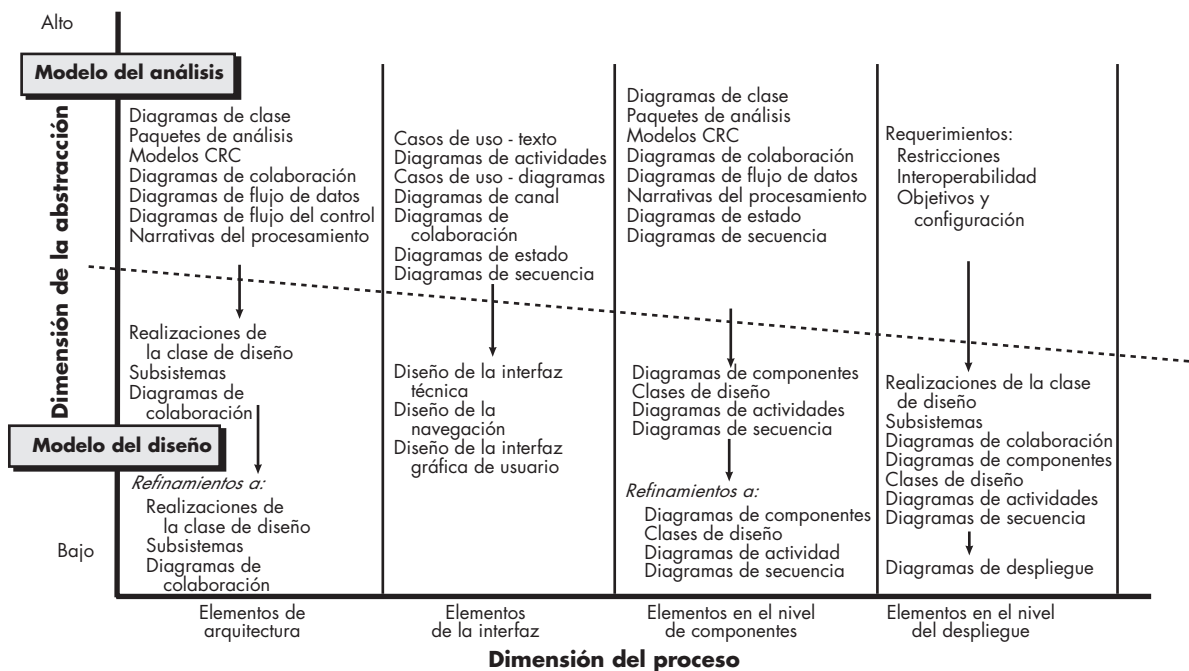 Alto
Modelo del análisis
Dimensión de la abstracción
Modelo del diseño
Bajo
Diagramas de clase
Paquetes de análisis
Modelos CRC
Diagramas de colaboración
Diagramas de flujo de datos
Diagramas de flujo del control
Narrativas del procesamiento
Realizaciones de
la clase de diseño
Subsistemas
Diagramas de
colaboración
Refinamientos a:
Realizaciones de
la clase de diseño
Subsistemas
Diagramas de
colaboración
Elementos de
arquitectura
Casos de uso - texto
Diagramas de actividades
Casos de uso - diagramas
Diagramas de canal
Diagramas de
colaboración
Diagramas de estado
Diagramas de secuencia
Diseño de la interfaz
técnica
Diseño de la
navegación
Diseño de la interfaz
gráfica de usuario
Elementos
de la interfaz
Diagramas de clase
Paquetes de análisis
Modelos CRC
Diagramas de colaboración
Diagramas de flujo de datos
Narrativas del procesamiento
Diagramas de estado
Diagramas de secuencia
Diagramas de componentes
Clases de diseño
Diagramas de actividades
Diagramas de secuencia
Refinamientos a:
Diagramas de componentes
Clases de diseño
Diagramas de actividad
Diagramas de secuencia
Elementos en el nivel
de componentes
Requerimientos:
Restricciones
Interoperabilidad
Objetivos y
configuración
Realizaciones de la clase
de diseño
Subsistemas
Diagramas de colaboración
Diagramas de componentes
Clases de diseño
Diagramas de actividades
Diagramas de secuencia
Diagramas de despliegue
Elementos en el nivel
del despliegue
Dimensión del proceso